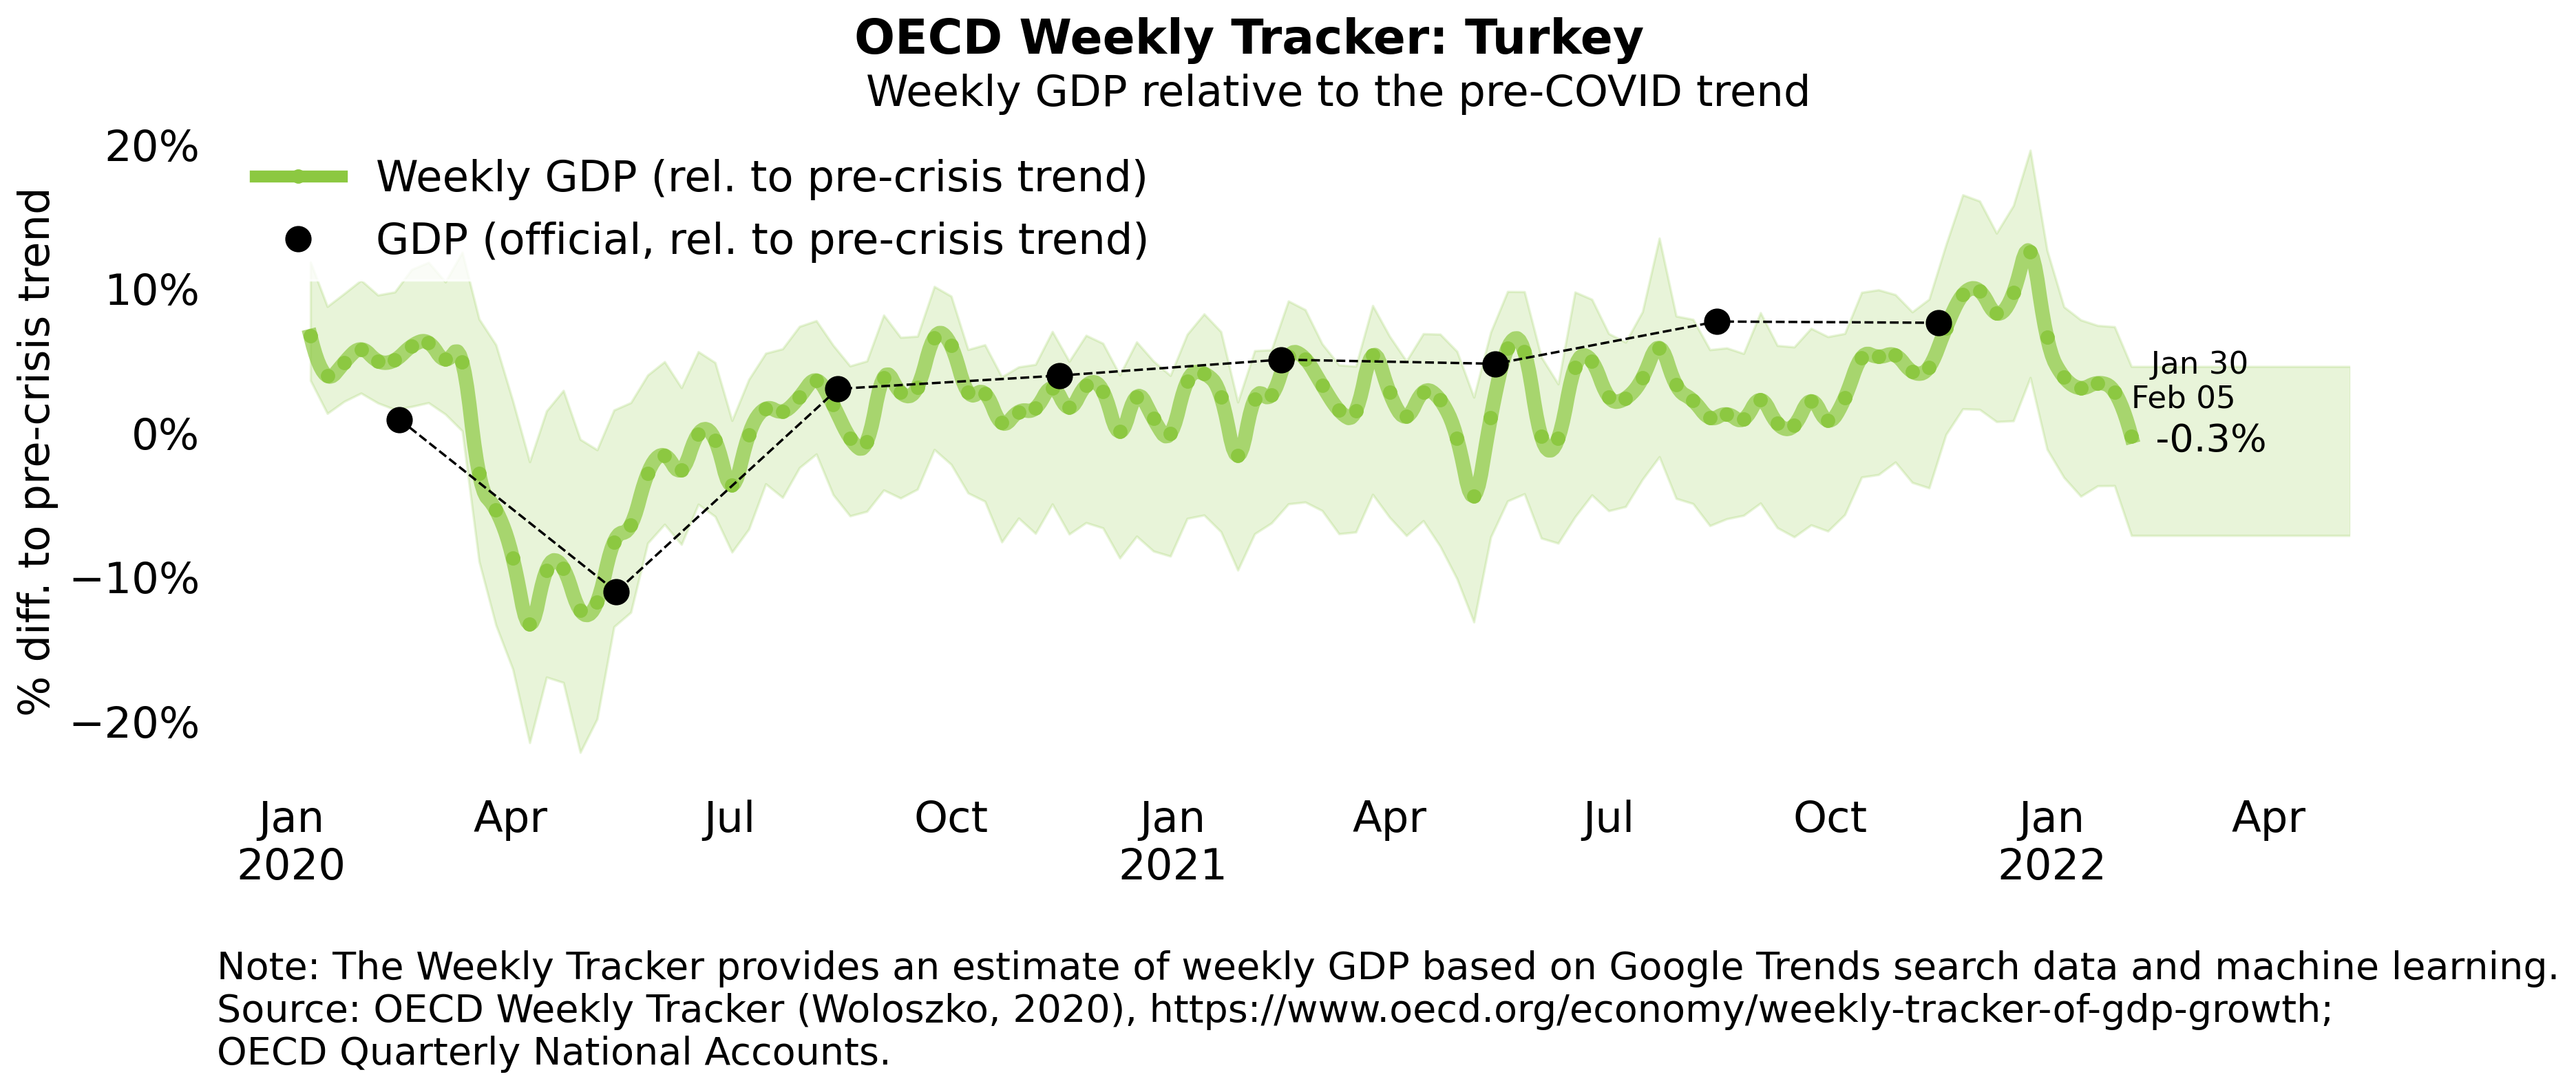 OECD Weekly Tracker: Turkey
Weekly GDP relative to the pre-COVID trend
% diff. to pre-crisis trend
20%
10%
0%
−10%
−20%
Weekly GDP (rel. to pre-crisis trend)
GDP (official, rel. to pre-crisis trend)
Jan 30
Feb 05
-0.3%
Jan Apr Jul Oct Jan Apr Jul Oct Jan Apr
2020 2021 2022
Note: The Weekly Tracker provides an estimate of weekly GDP based on Google Trends search data and machine learning.
Source: OECD Weekly Tracker (Woloszko, 2020), https://www.oecd.org/economy/weekly-tracker-of-gdp-growth;
OECD Quarterly National Accounts.